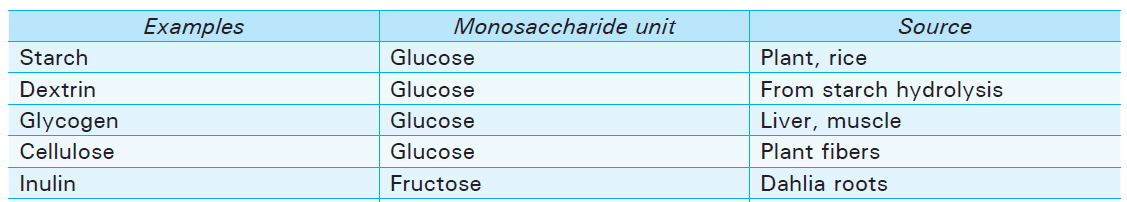 Examples Monosaccharide unit Source
Starch Glucose Plant, rice
Dextrin Glucose From starch hydrolysis
Glycogen Glucose Liver, muscle
Cellulose Glucose Plant fibers
Inulin Fructose Dahlia roots